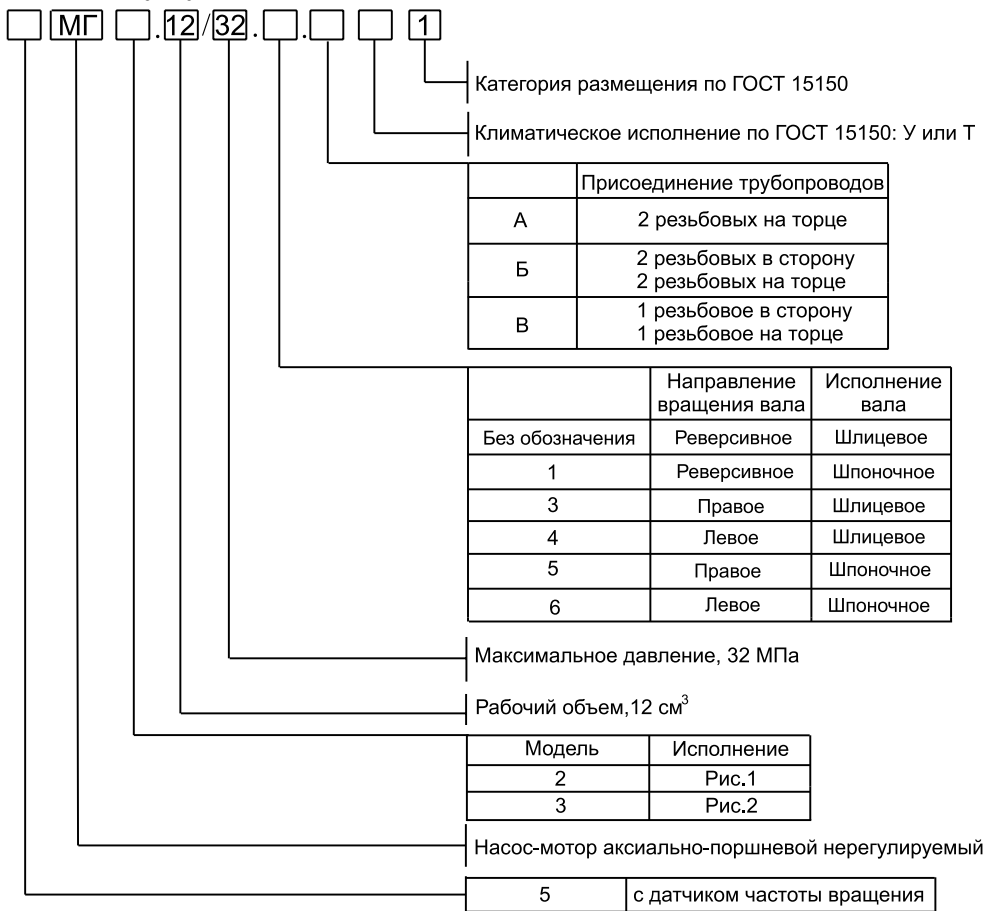 МГ .12/32. . 1
Категория размещения по ГОСТ 15150
Климатическое исполнение по ГОСТ 15150: У или Т
Присоединение трубопроводов
А 2 резьбовых на торце
Б 2 резьбовых в сторону
2 резьбовых на торце
В 1 резьбовое в сторону
1 резьбовое на торце
Направление вращения вала Исполнение вала
Без обозначения Реверсивное Шлицевое
1 Реверсивное Шпоночное
3 Правое Шлицевое
4 Левое Шлицевое
5 Правое Шпоночное
6 Левое Шпоночное
Максимальное давление, 32 МПа
Рабочий объем,12 см³
Модель Исполнение
2 Рис.1
3 Рис.2
Насос-мотор аксиально-поршневой нерегулируемый
5 с датчиком частоты вращения